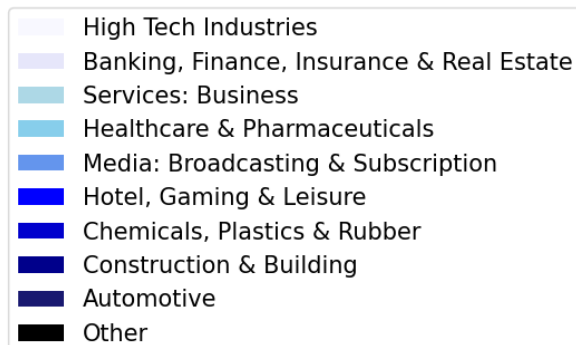 High Tech Industries
Banking, Finance, Insurance & Real Estate
Services: Business
Healthcare & Pharmaceuticals
Media: Broadcasting & Subscription
Hotel, Gaming & Leisure
Chemicals, Plastics & Rubber
Construction & Building
Automotive
Other